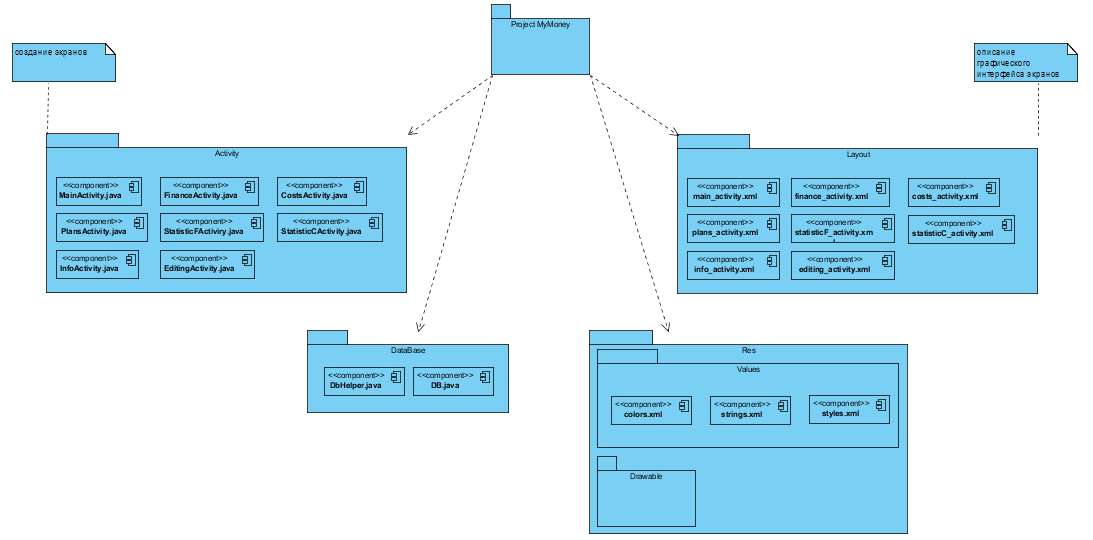 Project MyMoney
создание экранов
описание
графического
интерфейса экранов
Activity
<<component>>
MainActivity.java
<<component>>
FinanceActivity.java
<<component>>
CostsActivity.java
<<component>>
PlansActivity.java
<<component>>
StatisticFActiviry.java
<<component>>
StatisticCActivity.java
<<component>>
InfoActivity.java
<<component>>
EditingActivity.java
Layout
<<component>>
main_activity.xml
<<component>>
finance_activity.xml
<<component>>
costs_activity.xml
<<component>>
plans_activity.xml
<<component>>
statisticF_activity.xm
l
<<component>>
statisticC_activity.xml
<<component>>
info_activity.xml
<<component>>
editing_activity.xml
DataBase
<<component>>
DbHelper.java
<<component>>
DB.java
Res
Values
<<component>>
colors.xml
<<component>>
strings.xml
<<component>>
styles.xml
Drawable